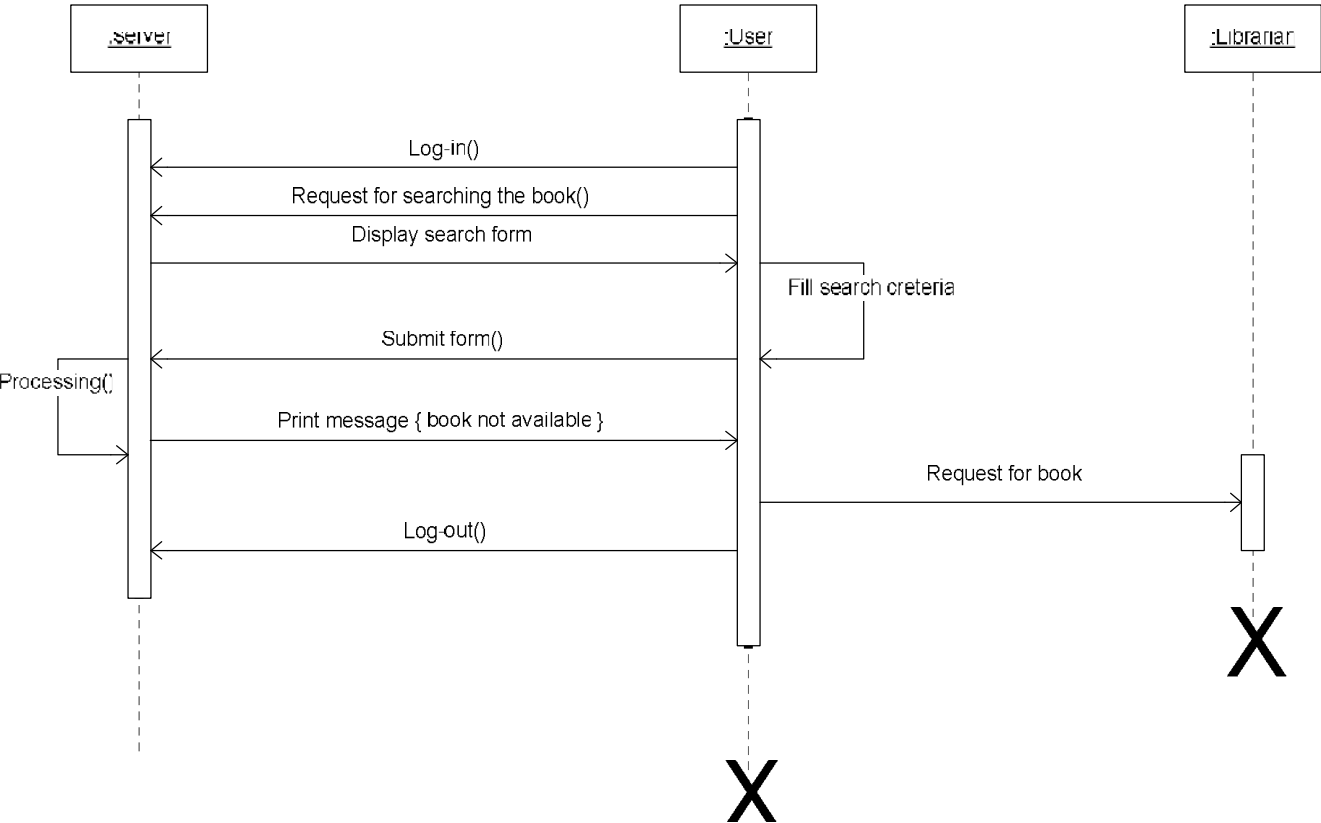 :server
:User
:Librarian
Log-in()
Request for searching the book()
Display search form
Fill search creteria
Submit form()
Processing()
Print message { book not available }
Request for book
Log-out()
X
X